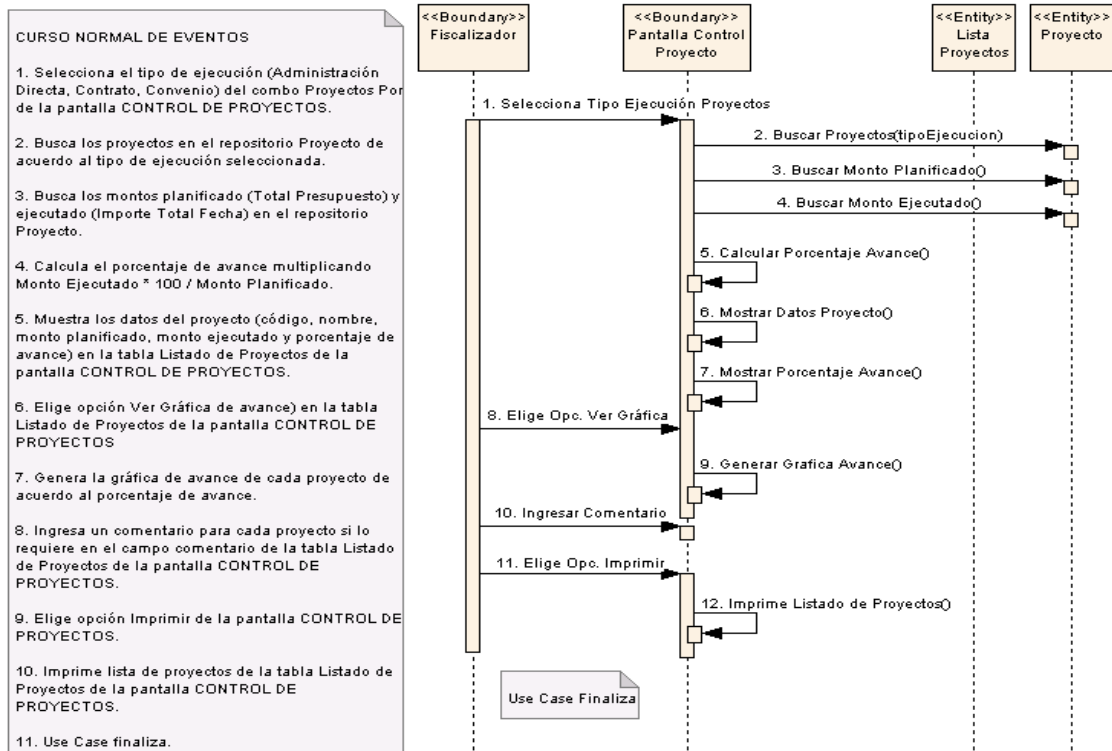 CURSO NORMAL DE EVENTOS
1. Selecciona el tipo de ejecución (Administración
Directa, Contrato, Convenio) del combo Proyectos Por
de la pantalla CONTROL DE PROYECTOS.
2. Busca los proyectos en el repositorio Proyecto de
acuerdo al tipo de ejecución seleccionada.
3. Busca los montos planificado (Total Presupuesto) y
ejecutado (Importe Total Fecha) en el repositorio
Proyecto.
4. Calcula el porcentaje de avance multiplicando
Monto Ejecutado * 100 / Monto Planificado.
5. Muestra los datos del proyecto (código, nombre,
monto planificado, monto ejecutado y porcentaje de
avance) en la tabla Listado de Proyectos de la
pantalla CONTROL DE PROYECTOS.
6. Elige opción Ver Gráfica de avance) en la tabla
Listado de Proyectos de la pantalla CONTROL DE
PROYECTOS
7. Genera la gráfica de avance de cada proyecto de
acuerdo al porcentaje de avance.
8. Ingresa un comentario para cada proyecto si lo
requiere en el campo comentario de la tabla Listado
de Proyectos de la pantalla CONTROL DE
PROYECTOS.
9. Elige opción Imprimir de la pantalla CONTROL DE
PROYECTOS.
10. Imprime lista de proyectos de la tabla Listado de
Proyectos de la pantalla CONTROL DE
PROYECTOS.
11. Use Case finaliza.
<<Boundary>>
Fiscalizador
<<Boundary>>
Pantalla Control
Proyecto
<<Entity>>
Lista
Proyectos
<<Entity>>
Proyecto
1. Selecciona Tipo Ejecución Proyectos
2. Buscar Proyectos(tipoEjecucion)
3. Buscar Monto Planificado()
4. Buscar Monto Ejecutado()
5. Calcular Porcentaje Avance()
6. Mostrar Datos Proyecto()
7. Mostrar Porcentaje Avance()
8. Elige Opc. Ver Gráfica
9. Generar Grafica Avance()
10. Ingresar Comentario
11. Elige Opc. Imprimir
12. Imprime Listado de Proyectos()
Use Case Finaliza